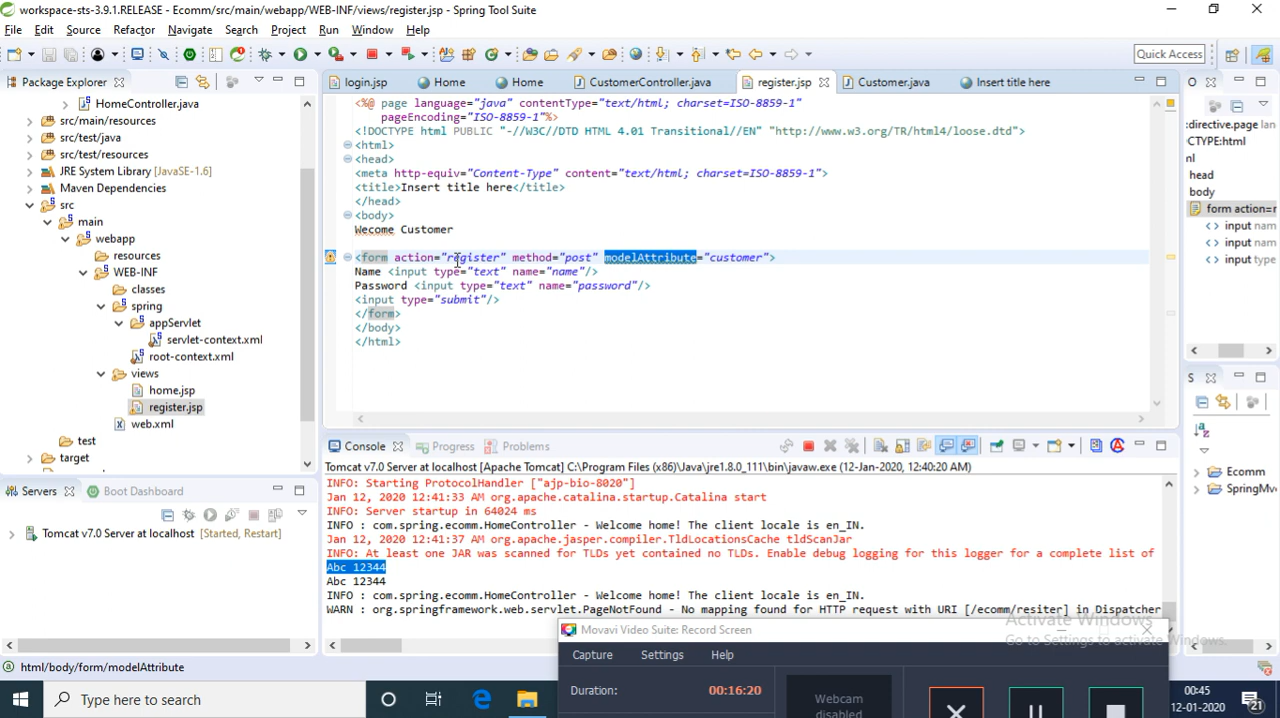 workspace-sts-3.9.1.RELEASE - Ecomm/src/main/webapp/WEB-INF/views/register.jsp - Spring Tool Suite
File Edit Source Refactor Navigate Search Project Run Window Help
Quick Access
Package Explorer
login.jsp Home Home CustomerController.java register.jsp Customer.java Insert title here
O
HomeController.java
src/main/resources
src/test/java
src/test/resources
JRE System Library [JavaSE-1.6]
Maven Dependencies
src
main
webapp
resources
WEB-INF
classes
spring
appServlet
servlet-context.xml
root-context.xml
views
home.jsp
register.jsp
web.xml
test
target
<%@ page language="java" contentType="text/html; charset=ISO-8859-1"
pageEncoding="ISO-8859-1"%>
<!DOCTYPE html PUBLIC "-//W3C//DTD HTML 4.01 Transitional//EN" "http://www.w3.org/TR/html4/loose.dtd">
<html>
<head>
<meta http-equiv="Content-Type" content="text/html; charset=ISO-8859-1">
<title>Insert title here</title>
</head>
<body>
Wecome Customer
<form action="register" method="post" modelAttribute="customer">
Name <input type="text" name="name"/>
Password <input type="text" name="password"/>
<input type="submit"/>
</form>
</body>
</html>
:directive.page lan
CTYPE:html
ml
head
body
form action=r
input nam
input nam
input type
S
Ecomm
SpringMv
Servers Boot Dashboard
Tomcat v7.0 Server at localhost [Started, Restart]
Console Progress Problems
Tomcat v7.0 Server at localhost [Apache Tomcat] C:\Program Files (x86)\Java\jre1.8.0_111\bin\javaw.exe (12-Jan-2020, 12:40:20 AM)
INFO: Starting ProtocolHandler ["ajp-bio-8020"]
Jan 12, 2020 12:41:33 AM org.apache.catalina.startup.Catalina start
INFO: Server startup in 64024 ms
INFO : com.spring.ecomm.HomeController - Welcome home! The client locale is en_IN.
Jan 12, 2020 12:41:37 AM org.apache.jasper.compiler.TldLocationsCache tldScanJar
INFO: At least one JAR was scanned for TLDs yet contained no TLDs. Enable debug logging for this logger for a complete list of
Abc 12344
Abc 12344
INFO : com.spring.ecomm.HomeController - Welcome home! The client locale is en_IN.
WARN : org.springframework.web.servlet.PageNotFound - No mapping found for HTTP request with URI [/ecomm/resiter] in Dispatcher
Activate Windows
Go to Settings to activate Windows.
Movavi Video Suite: Record Screen
Capture Settings Help
Duration: 00:16:20
Webcam
disabled
html/body/form/modelAttribute
Type here to search
00:45
12-01-2020
21